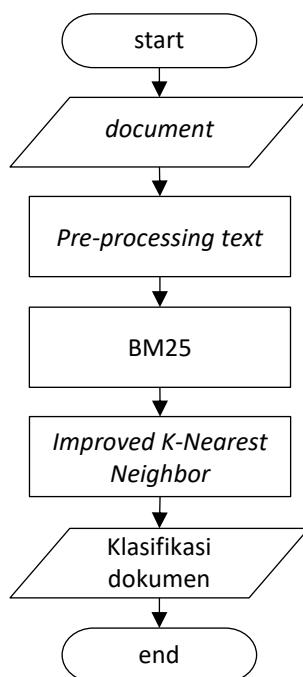 start
document
Pre-processing text
BM25
Improved K-Nearest
Neighbor
Klasifikasi
dokumen
end